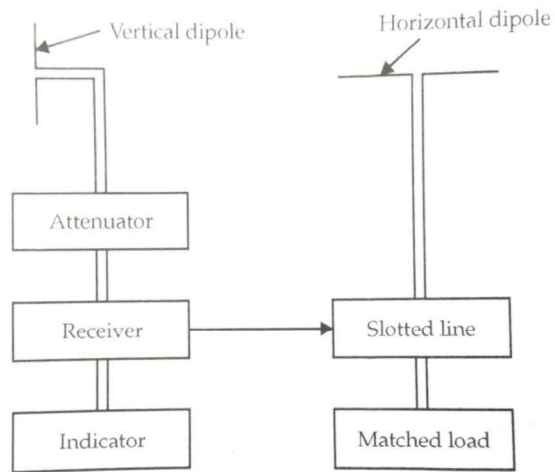 Vertical dipole
Horizontal dipole
Attenuator
Receiver
Slotted line
Indicator
Matched load